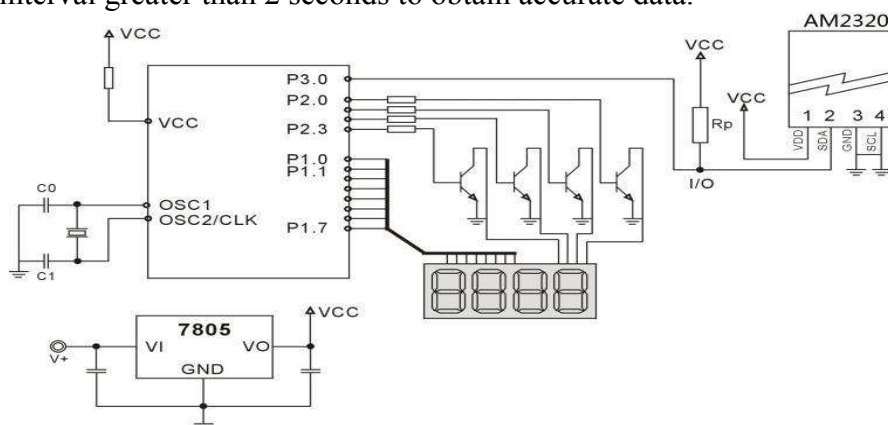 interval greater than 2 seconds to obtain accurate data.
VCC
VCC
P3.0
P2.0
P2.3
P1.0
P1.1
P1.7
OSC1
OSC2/CLK
C0
C1
VCC
Rp
I/O
VCC
AM2320
1 2 3 4
VDD
SDA
GND
SCL
8888
7805
VI
VO
GND
V+
VCC